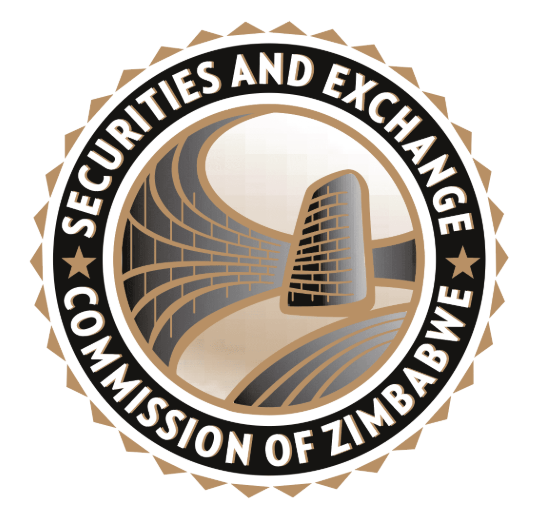 SECURITIES AND EXCHANGE
COMMISSION OF ZIMBABWE